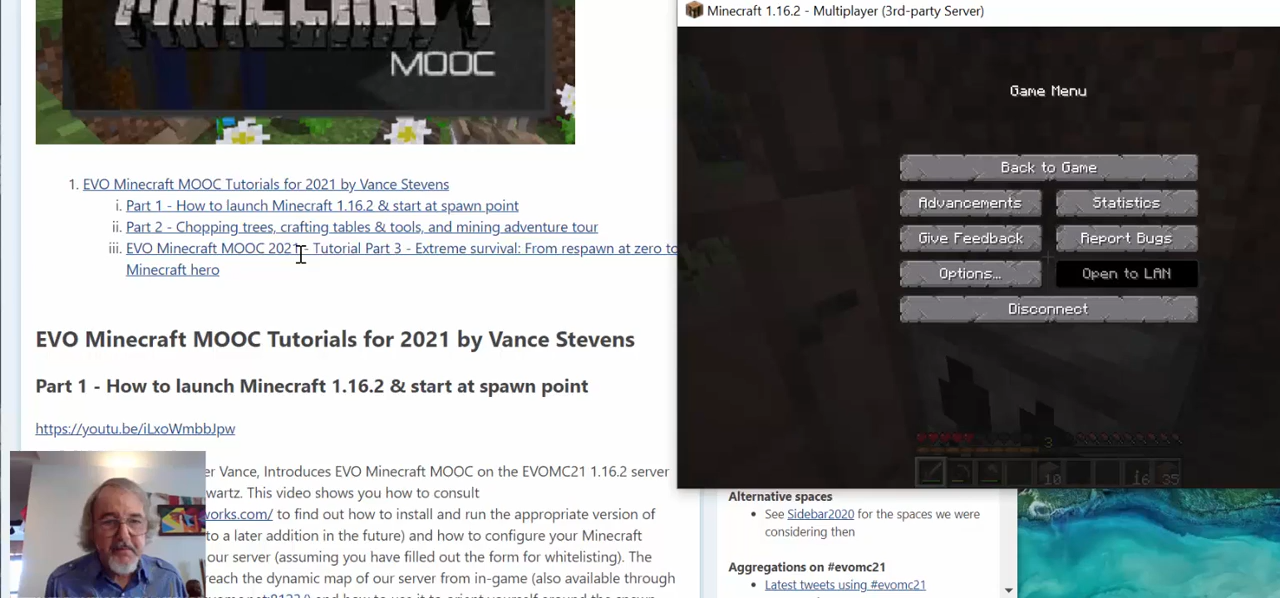 MINECRAFT
MOOC
1. EVO Minecraft MOOC Tutorials for 2021 by Vance Stevens
i. Part 1 - How to launch Minecraft 1.16.2 & start at spawn point
ii. Part 2 - Chopping trees, crafting tables & tools, and mining adventure tour
iii. EVO Minecraft MOOC 2021 - Tutorial Part 3 - Extreme survival: From respawn at zero to
Minecraft hero
EVO Minecraft MOOC Tutorials for 2021 by Vance Stevens
Part 1 - How to launch Minecraft 1.16.2 & start at spawn point
https://youtu.be/iLxoWmbbJpw
er Vance, Introduces EVO Minecraft MOOC on the EVOMC21 1.16.2 server
wartz. This video shows you how to consult
works.com/ to find out how to install and run the appropriate version of
to a later addition in the future) and how to configure your Minecraft
our server (assuming you have filled out the form for whitelisting). The
reach the dynamic map of our server from in-game (also available through
Minecraft 1.16.2 - Multiplayer (3rd-party Server)
Game Menu
Back to Game
Advancements
Statistics
Give Feedback
Report Bugs
Options...
Open to LAN
Disconnect
3
10
16
35
Alternative spaces
See Sidebar2020 for the spaces we were
considering then
Aggregations on #evomc21
Latest tweets using #evomc21